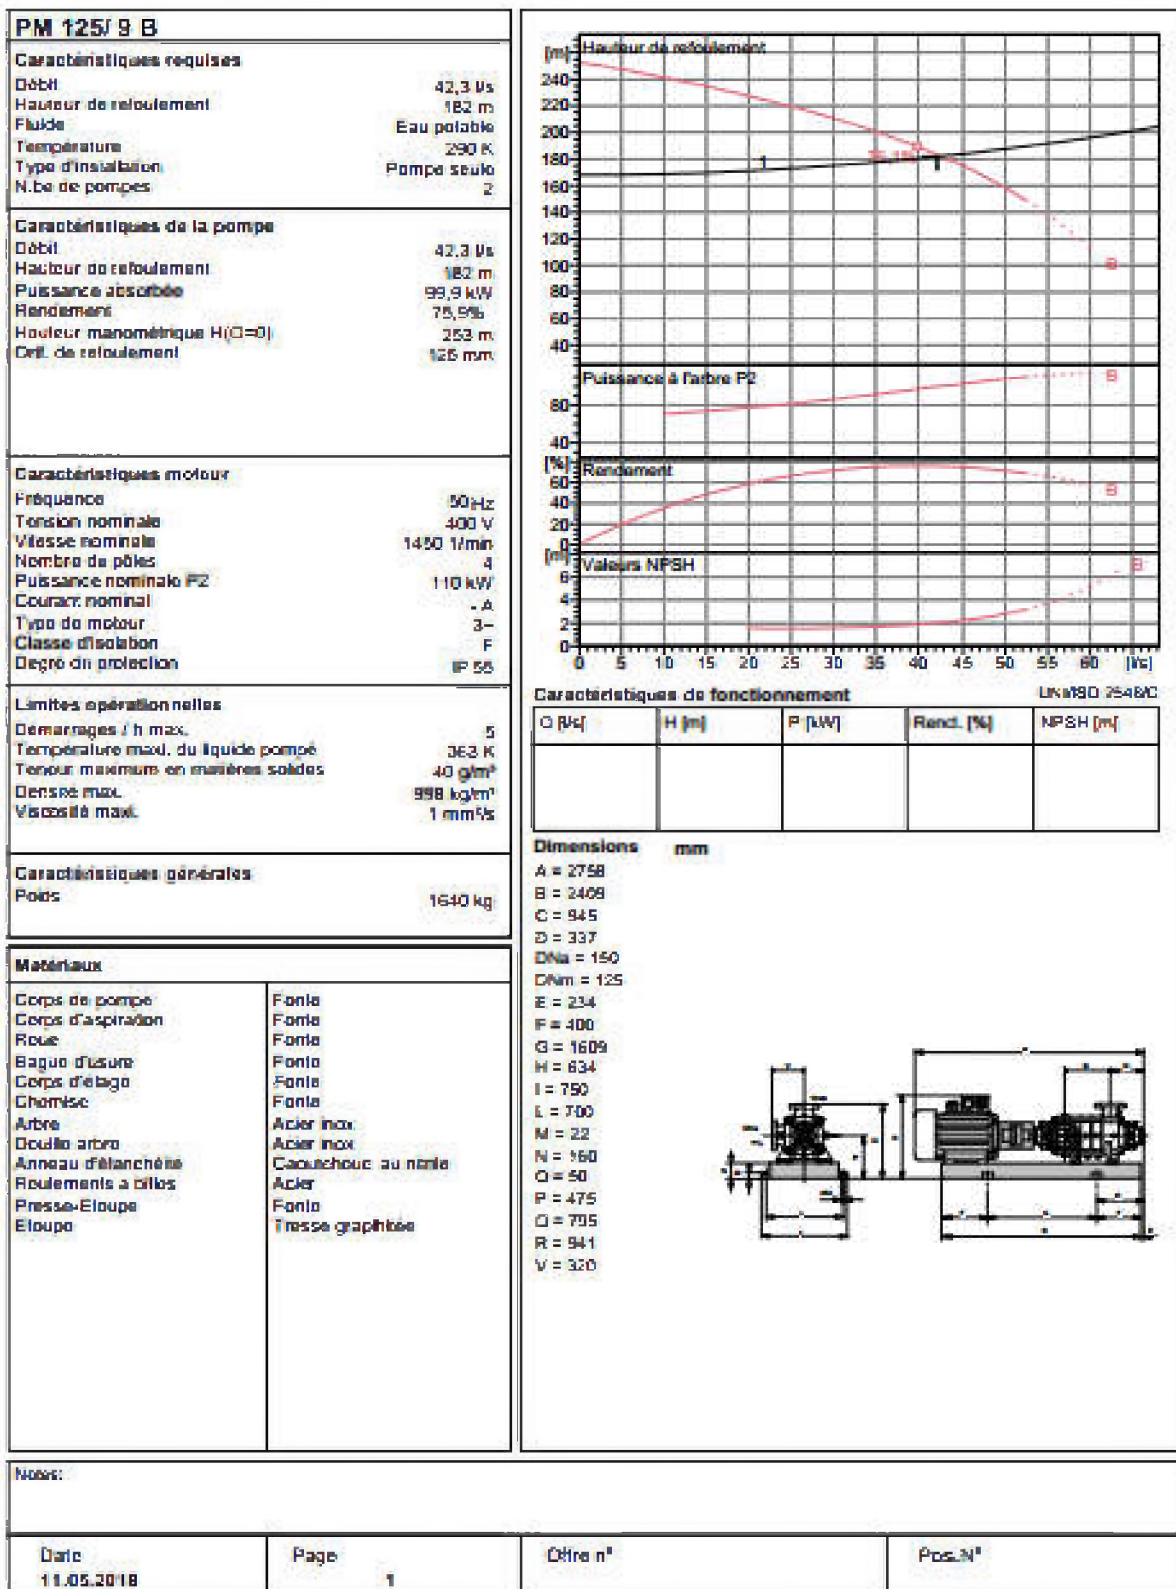 PM 125/ 9 B
Caractéristiques requises
Débit 42,3 l/s
Hauteur de refoulement 182 m
Fluide Eau potable
Température 290 K
Type d'installation Pompe seule
N.be de pompes 2
Caractéristiques de la pompe
Débit 42,3 l/s
Hauteur de refoulement 182 m
Puissance absorbée 99,9 kW
Rendement 75,9%
Hauteur manométrique H(Q=0) 253 m
Orif. de refoulement 125 mm
Caractéristiques moteur
Fréquence 50 Hz
Tension nominale 400 V
Vitesse nominale 1450 1/min
Nombre de pôles 4
Puissance nominale P2 110 kW
Courant nominal - A
Type de moteur 3~
Classe d'isolation F
Degré de protection IP 55
Limites opérationnelles
Démarrages / h max. 5
Température maxi. du liquide pompé 363 K
Teneur maximum en matières solides 40 g/m³
Densité max. 998 kg/m³
Viscosité maxi. 1 mm²/s
Caractéristiques générales
Poids 1640 kg
Matériaux
Corps de pompe Fonte
Corps d'aspiration Fonte
Roue Fonte
Bague d'usure Fonte
Corps d'étage Fonte
Chemise Fonte
Arbre Acier inox
Douille arbre Acier inox
Anneau d'étanchéité Caoutchouc au nitrile
Roulements à billes Acier
Presse-Etoupe Fonte
Etoupe Tresse graphitée
[m] Hauteur de refoulement
240
220
200
180
160
140
120
100
80
60
40
1
B
Puissance à l'arbre P2
80
40
B
[%] Rendement
60
40
20
0
B
[m] Valeurs NPSH
6
4
2
0
B
0 5 10 15 20 25 30 35 40 45 50 55 60 [l/s]
Caractéristiques de fonctionnement UNI/ISO 2548/C
Q [l/s] H [m] P [kW] Rend. [%] NPSH [m]
Dimensions mm
A = 2758
B = 2409
C = 945
D = 337
DNa = 150
DNm = 125
E = 234
F = 400
G = 1609
H = 634
I = 750
L = 700
M = 22
N = 160
O = 50
P = 475
Q = 795
R = 941
V = 320
Notes:
Date Page Offre n° Pos.N°
11.05.2018 1